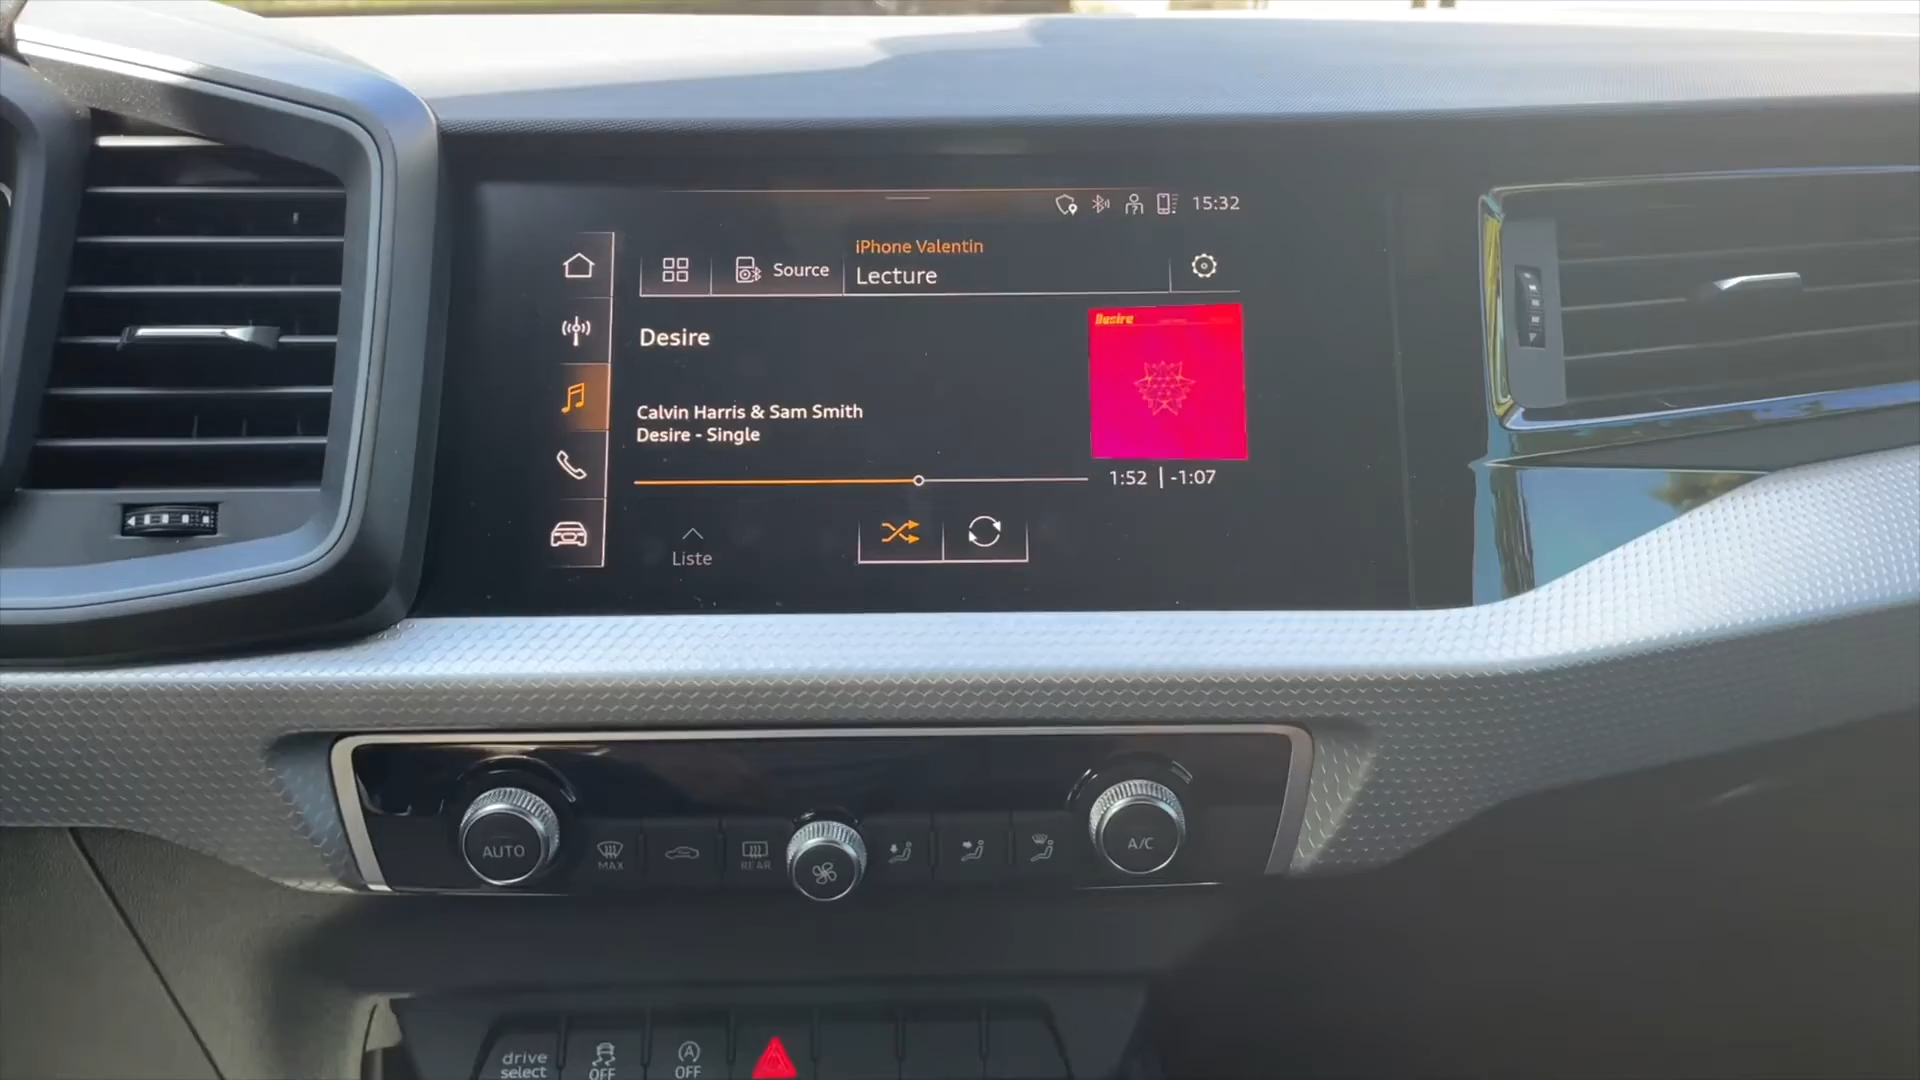 15:32
iPhone Valentin
Source
Lecture
Desire
Desire
Calvin Harris & Sam Smith
Desire - Single
1:52 | -1:07
Liste
AUTO
MAX
REAR
A/C
drive
select
OFF
A
OFF